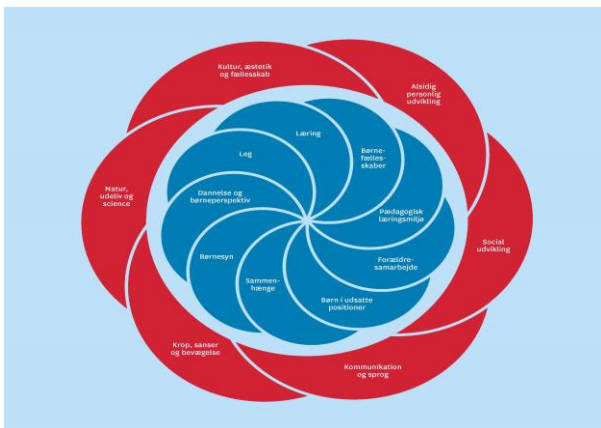 Kultur, æstetik
og fællesskab
Alsidig
personlig
udvikling
Læring
Børne-
fælles-
skaber
Leg
Natur,
udeliv og
science
Dannelse og
børneperspektiv
Pædagogisk
læringsmiljø
Social
udvikling
Børnesyn
Forældre-
samarbejde
Sammen-
hænge
Børn i udsatte
positioner
Krop, sanser
og bevægelse
Kommunikation
og sprog